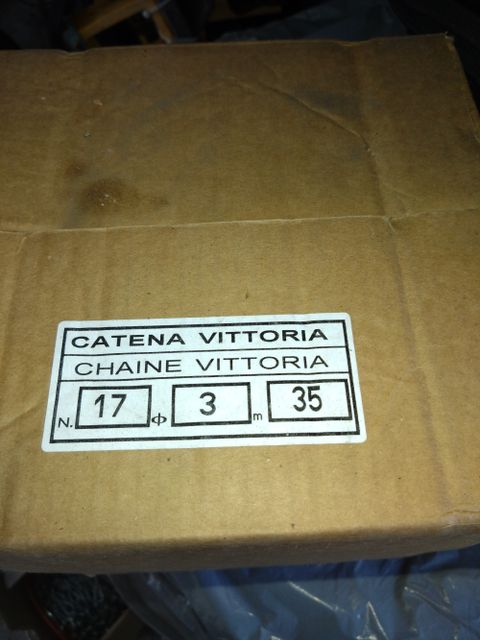 CATENA VITTORIA
CHAINE VITTORIA
N. 17 Φ 3 m 35